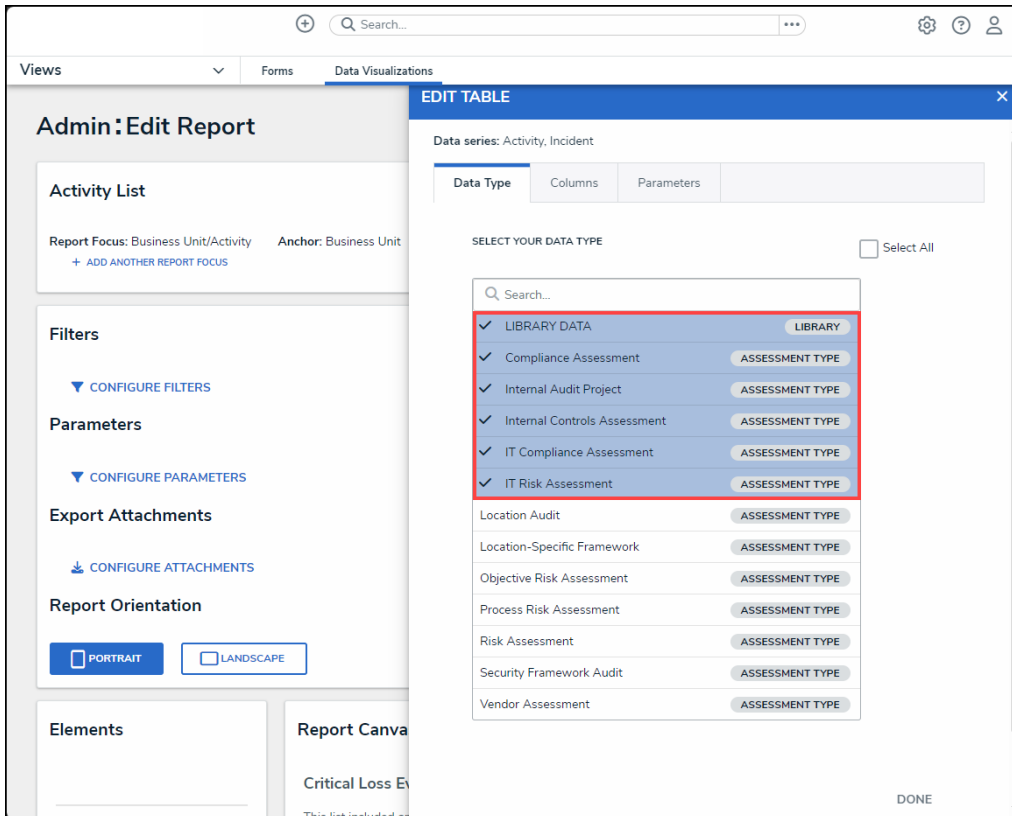 Search...
Views
Forms
Data Visualizations
Admin:Edit Report
Activity List
Report Focus: Business Unit/Activity
Anchor: Business Unit
+ ADD ANOTHER REPORT FOCUS
Filters
CONFIGURE FILTERS
Parameters
CONFIGURE PARAMETERS
Export Attachments
CONFIGURE ATTACHMENTS
Report Orientation
PORTRAIT
LANDSCAPE
Elements
Report Canva
Critical Loss Ev
This list included
EDIT TABLE
Data series: Activity, Incident
Data Type
Columns
Parameters
SELECT YOUR DATA TYPE
Select All
Search...
LIBRARY DATA LIBRARY
Compliance Assessment ASSESSMENT TYPE
Internal Audit Project ASSESSMENT TYPE
Internal Controls Assessment ASSESSMENT TYPE
IT Compliance Assessment ASSESSMENT TYPE
IT Risk Assessment ASSESSMENT TYPE
Location Audit ASSESSMENT TYPE
Location-Specific Framework ASSESSMENT TYPE
Objective Risk Assessment ASSESSMENT TYPE
Process Risk Assessment ASSESSMENT TYPE
Risk Assessment ASSESSMENT TYPE
Security Framework Audit ASSESSMENT TYPE
Vendor Assessment ASSESSMENT TYPE
DONE